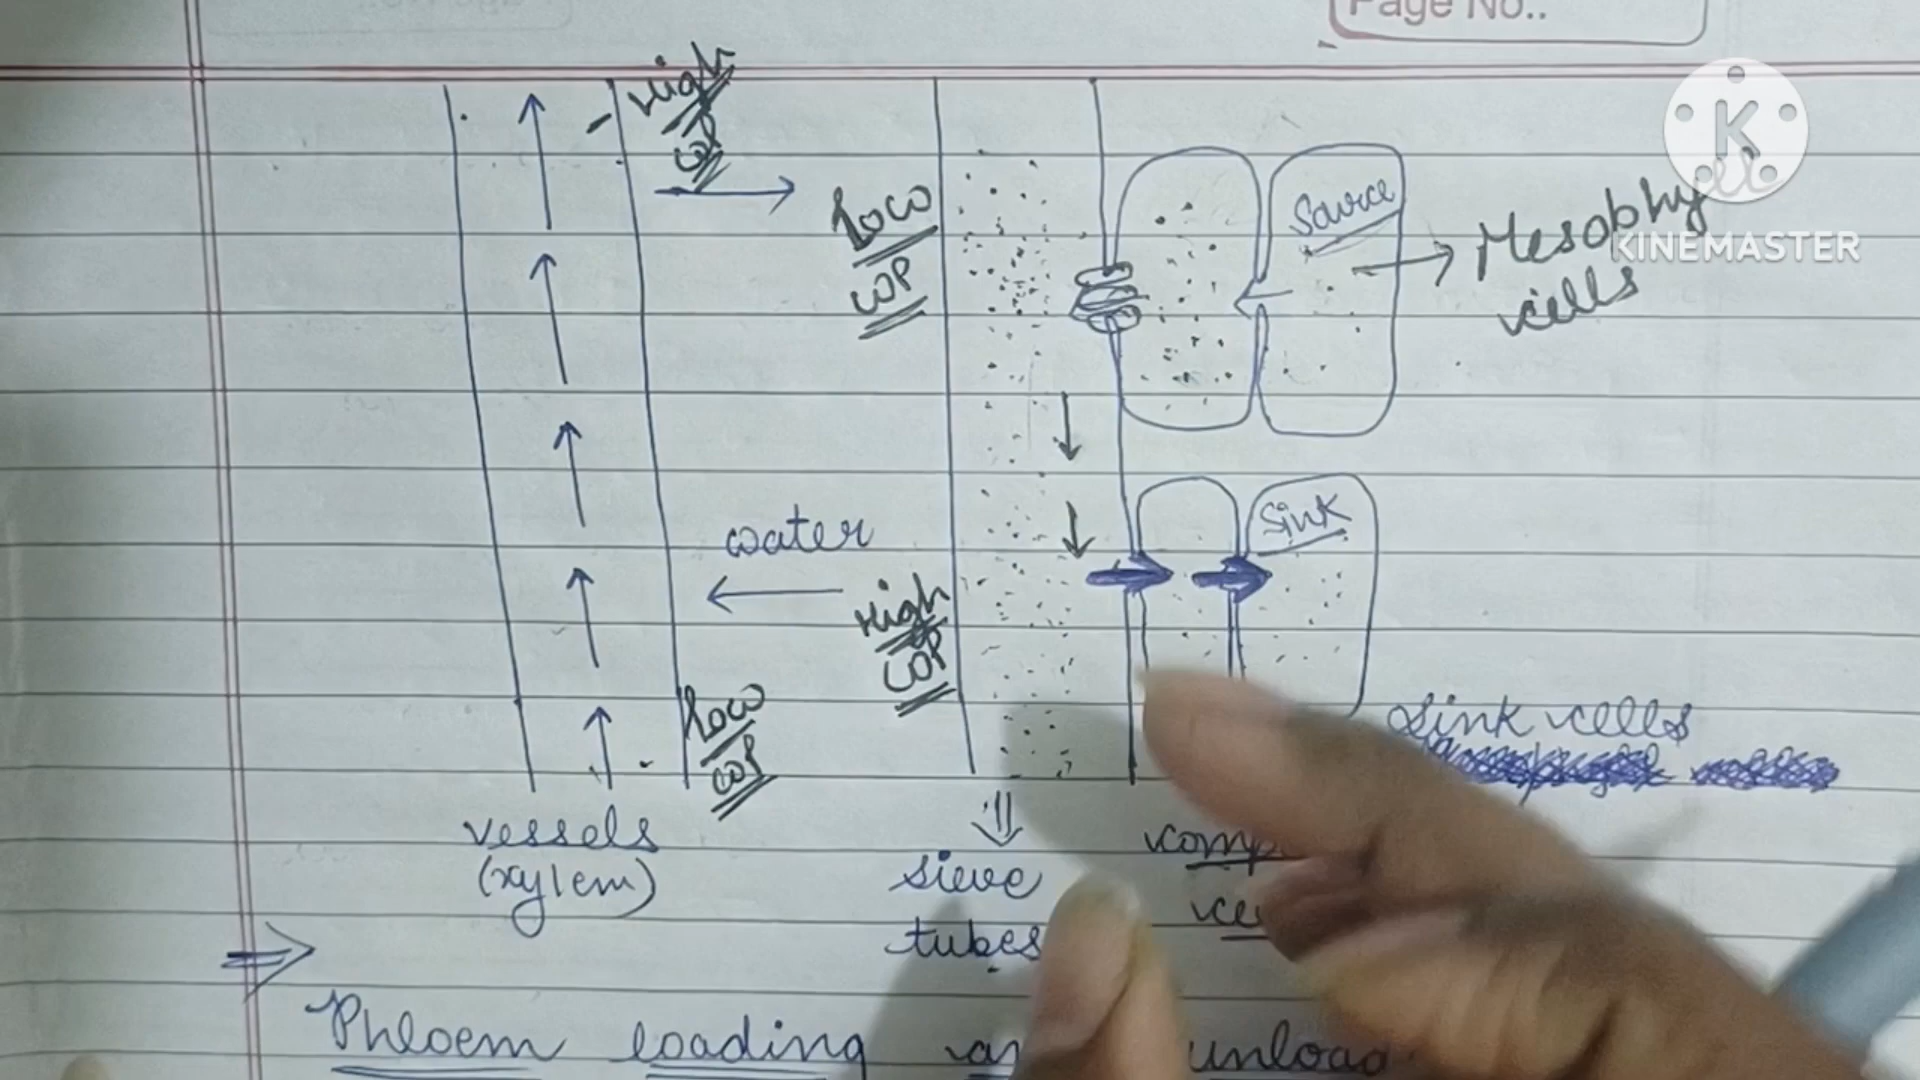 Page No..
High
WP
Low
WP
Source
Mesophyll
cells
KINEMASTER
water
Sink
High
WP
Low
WP
Sink cells
vessels
(xylem)
sieve
tubes
Phloem loading